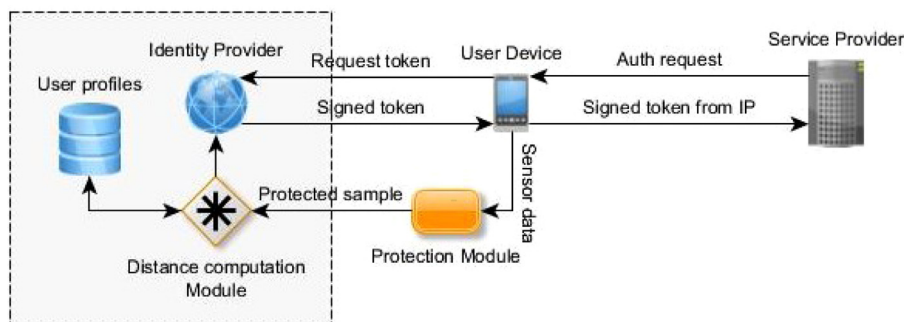 Identity Provider
User Device
Service Provider
Request token
Auth request
User profiles
Signed token
Signed token from IP
Sensor data
Protected sample
Protection Module
Distance computation
Module